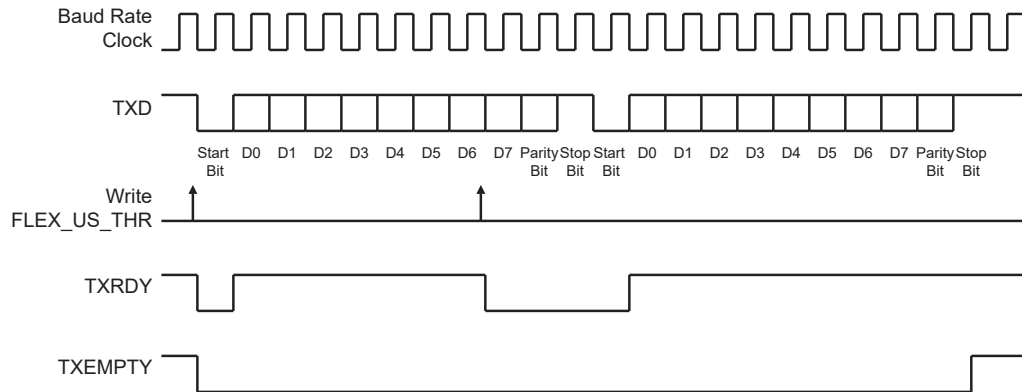 Baud Rate
Clock
TXD
Start D0 D1 D2 D3 D4 D5 D6 D7 Parity Stop Start D0 D1 D2 D3 D4 D5 D6 D7 Parity Stop
Bit Bit Bit Bit Bit Bit
Write
FLEX_US_THR
TXRDY
TXEMPTY